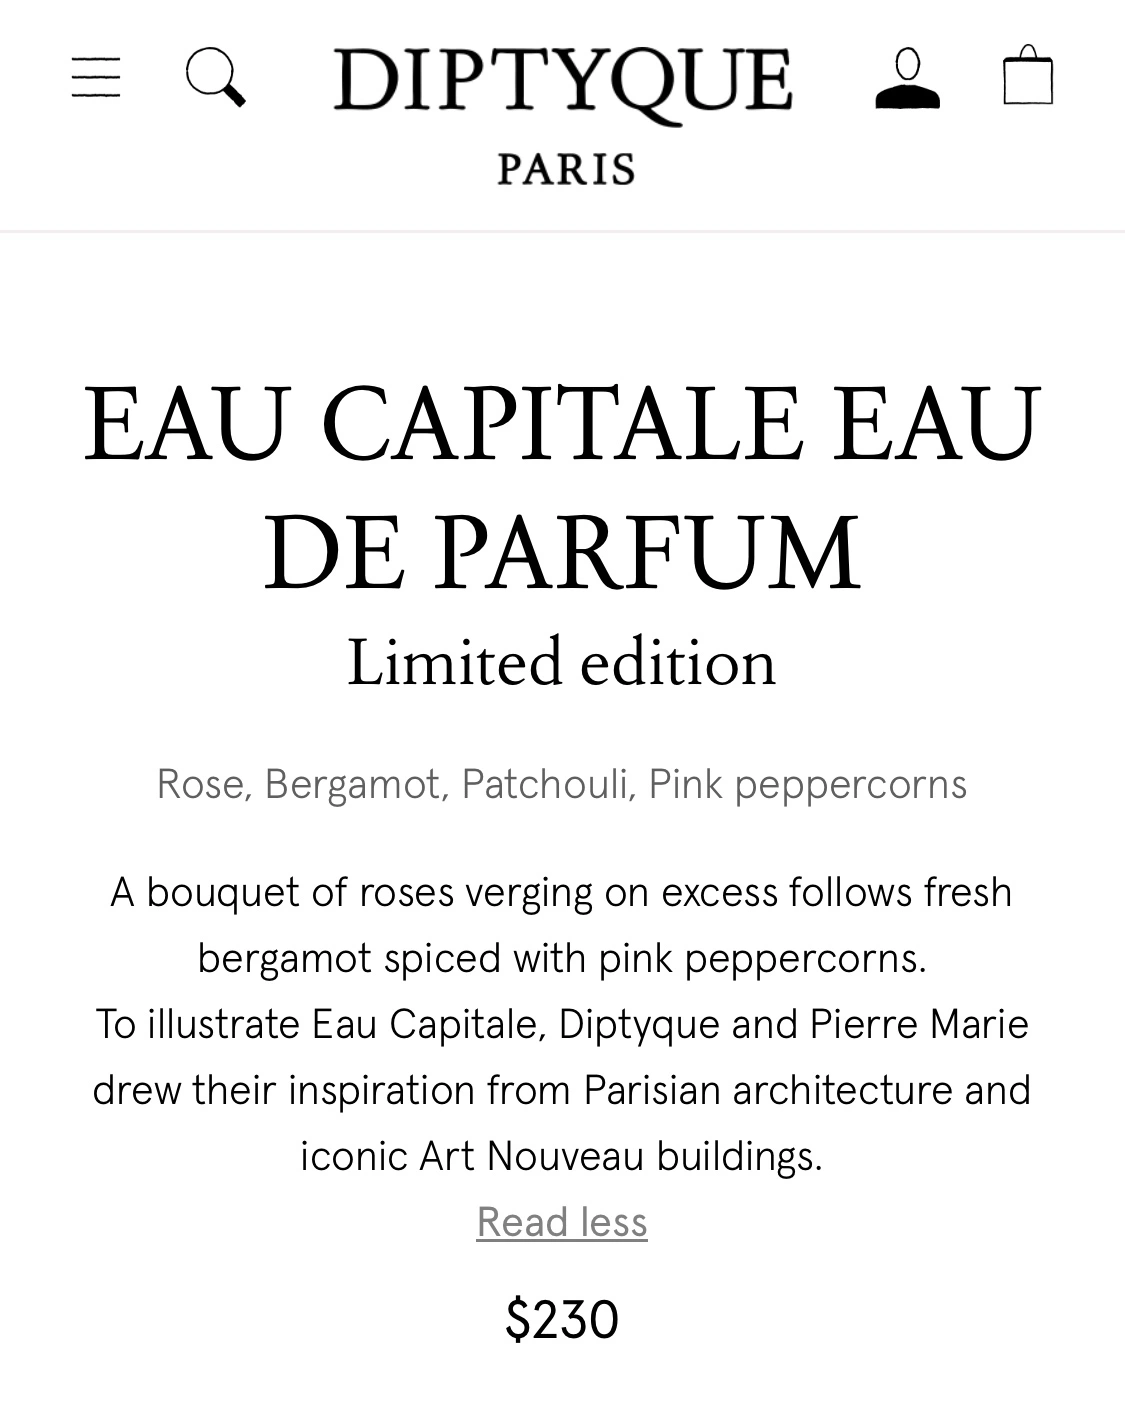 DIPTYQUE
PARIS
EAU CAPITALE EAU
DE PARFUM
Limited edition
Rose, Bergamot, Patchouli, Pink peppercorns
A bouquet of roses verging on excess follows fresh
bergamot spiced with pink peppercorns.
To illustrate Eau Capitale, Diptyque and Pierre Marie
drew their inspiration from Parisian architecture and
iconic Art Nouveau buildings.
Read less
$230